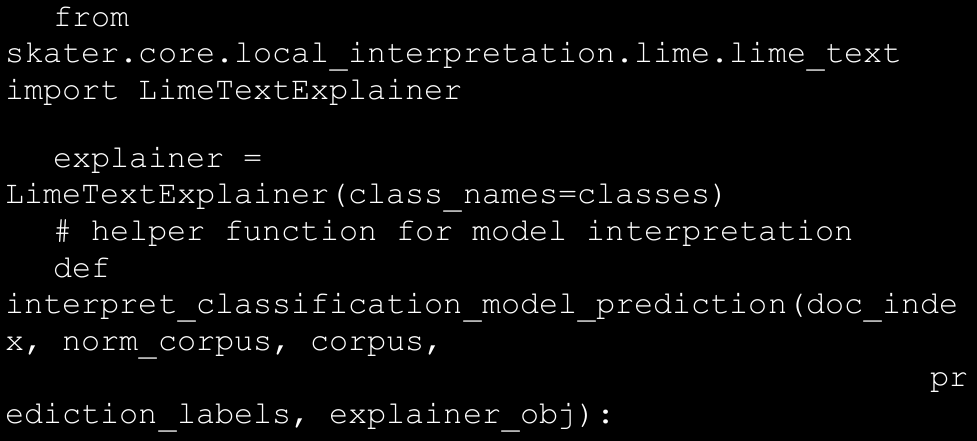 from
skater.core.local_interpretation.lime.lime_text
import LimeTextExplainer
explainer =
LimeTextExplainer(class_names=classes)
# helper function for model interpretation
def
interpret_classification_model_prediction(doc_inde
x, norm_corpus, corpus,
pr
ediction_labels, explainer_obj):